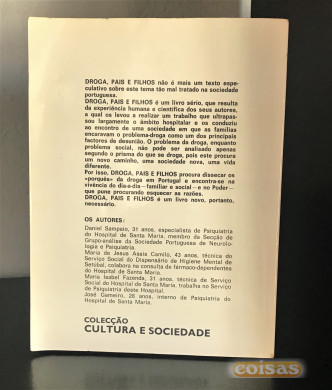 DROGA, PAIS E FILHOS não é mais um texto espe-
culativo sobre este tema tão mal tratado na sociedade
portuguesa.
DROGA, PAIS E FILHOS é um livro sério, que resulta
da experiência humana e científica dos seus autores,
a qual os levou a realizar um trabalho que ultrapas-
sou largamente o âmbito hospitalar e os conduziu
ao encontro de uma sociedade em que as famílias
encaravam o problema-droga como um dos principais
factores de desunião. O problema da droga, enquanto
problema social, não pode ser analisado apenas
segundo o prisma do que se droga, pois este procura
um novo caminho, uma sociedade nova, uma vida
diferente.
Por isso, DROGA, PAIS E FILHOS procura dissecar os
«porquês» da droga em Portugal e encontra-se na
vivência do dia-a-dia—familiar e social—e no Poder—
que pune procurando esquecer as razões.
DROGA, PAIS E FILHOS é um livro novo, portanto,
necessário.
OS AUTORES:
Daniel Sampaio, 31 anos, especialista de Psiquiatria
do Hospital de Santa Maria, membro da Secção de
Grupo-análise da Sociedade Portuguesa de Neurolo-
gia e Psiquiatria.
Maria de Jesus Assis Camilo, 43 anos, técnica do
Serviço Social do Dispensário de Higiene Mental de
Setúbal, colabora na consulta de fármaco-dependentes
do Hospital de Santa Maria.
Maria Isabel Fazenda, 31 anos, técnica de Serviço
Social do Hospital de Santa Maria, trabalha no Serviço
de Psiquiatria deste Hospital.
José Gameiro, 28 anos, interno de Psiquiatria do
Hospital de Santa Maria.
COLECÇÃO
CULTURA E SOCIEDADE
coisas